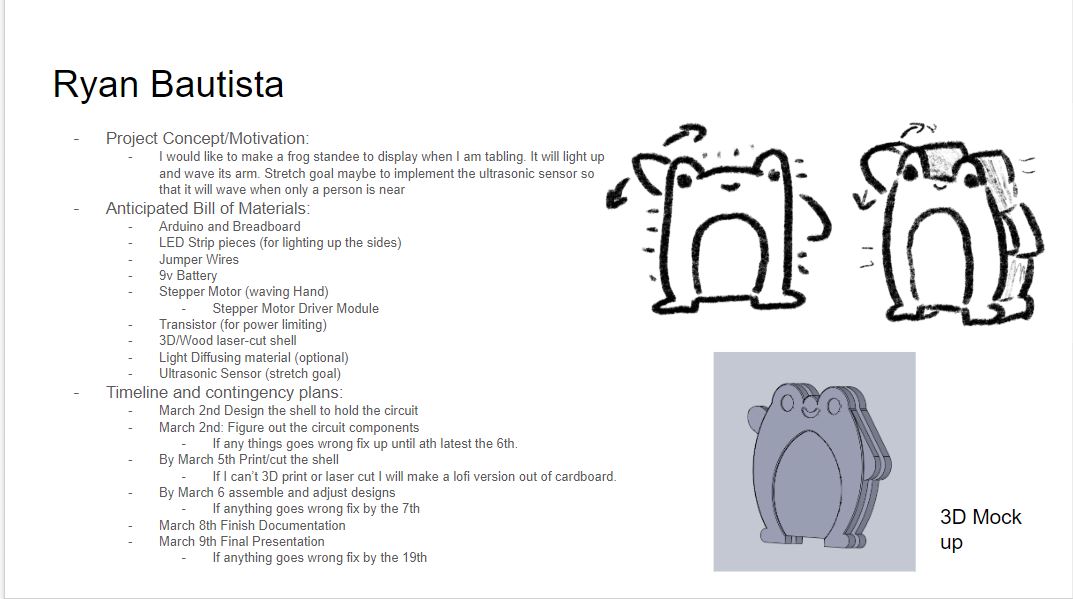 Ryan Bautista
- Project Concept/Motivation:
- I would like to make a frog standee to display when I am tabling. It will light up
and wave its arm. Stretch goal maybe to implement the ultrasonic sensor so
that it will wave when only a person is near
- Anticipated Bill of Materials:
- Arduino and Breadboard
- LED Strip pieces (for lighting up the sides)
- Jumper Wires
- 9v Battery
- Stepper Motor (waving Hand)
- Stepper Motor Driver Module
- Transistor (for power limiting)
- 3D/Wood laser-cut shell
- Light Diffusing material (optional)
- Ultrasonic Sensor (stretch goal)
- Timeline and contingency plans:
- March 2nd Design the shell to hold the circuit
- March 2nd: Figure out the circuit components
- If any things goes wrong fix up until ath latest the 6th.
- By March 5th Print/cut the shell
- If I can't 3D print or laser cut I will make a lofi version out of cardboard.
- By March 6 assemble and adjust designs
- If anything goes wrong fix by the 7th
- March 8th Finish Documentation
- March 9th Final Presentation
- If anything goes wrong fix by the 19th
3D Mock
up